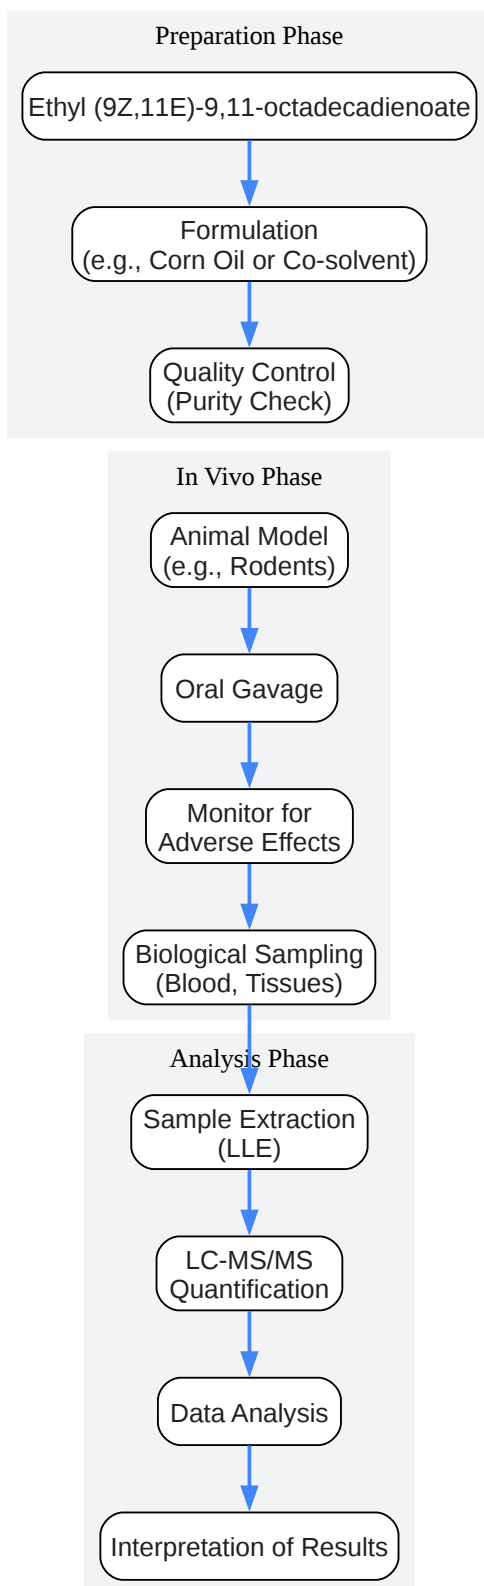 Preparation Phase
Ethyl (9Z,11E)-9,11-octadecadienoate
Formulation
(e.g., Corn Oil or Co-solvent)
Quality Control
(Purity Check)
In Vivo Phase
Animal Model
(e.g., Rodents)
Oral Gavage
Monitor for
Adverse Effects
Biological Sampling
(Blood, Tissues)
Analysis Phase
Sample Extraction
(LLE)
LC-MS/MS
Quantification
Data Analysis
Interpretation of Results